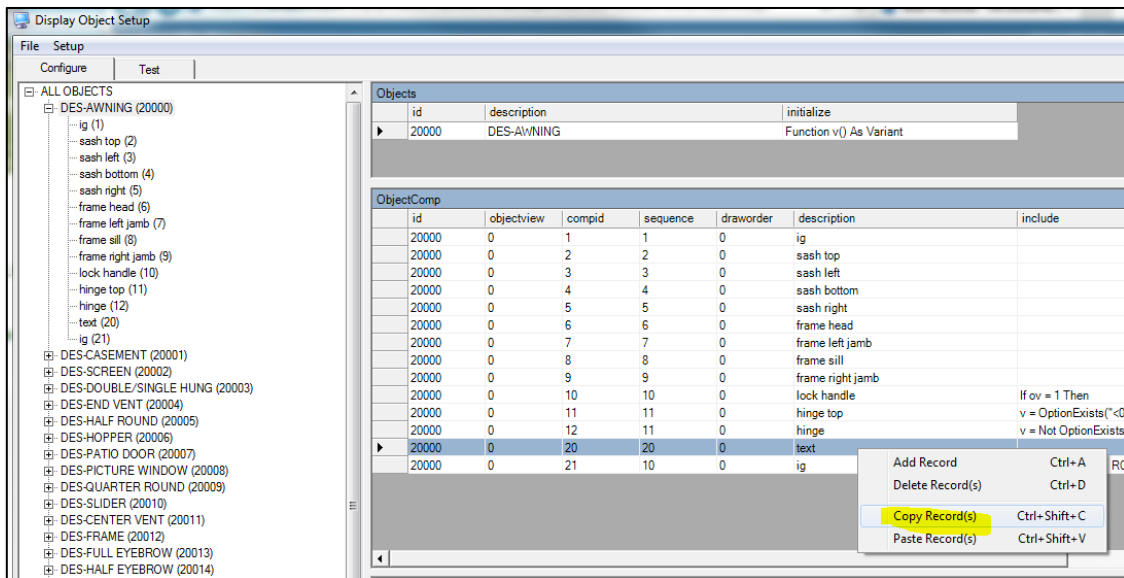 Display Object Setup
File Setup
Configure Test
ALL OBJECTS
DES-AWNING (20000)
ig (1)
sash top (2)
sash left (3)
sash bottom (4)
sash right (5)
frame head (6)
frame left jamb (7)
frame sill (8)
frame right jamb (9)
lock handle (10)
hinge top (11)
hinge (12)
text (20)
ig (21)
DES-CASEMENT (20001)
DES-SCREEN (20002)
DES-DOUBLE/SINGLE HUNG (20003)
DES-END VENT (20004)
DES-HALF ROUND (20005)
DES-HOPPER (20006)
DES-PATIO DOOR (20007)
DES-PICTURE WINDOW (20008)
DES-QUARTER ROUND (20009)
DES-SLIDER (20010)
DES-CENTER VENT (20011)
DES-FRAME (20012)
DES-FULL EYEBROW (20013)
DES-HALF EYEBROW (20014)
Objects
id description initialize
20000 DES-AWNING Function v() As Variant
ObjectComp
id objectview compid sequence draworder description include
20000 0 1 1 0 ig
20000 0 2 2 0 sash top
20000 0 3 3 0 sash left
20000 0 4 4 0 sash bottom
20000 0 5 5 0 sash right
20000 0 6 6 0 frame head
20000 0 7 7 0 frame left jamb
20000 0 8 8 0 frame sill
20000 0 9 9 0 frame right jamb
20000 0 10 10 0 lock handle If ov = 1 Then
20000 0 11 11 0 hinge top v = OptionExists("<0
20000 0 12 11 0 hinge v = Not OptionExists
20000 0 20 20 0 text
20000 0 21 10 0 ig
Add Record Ctrl+A
Delete Record(s) Ctrl+D
Copy Record(s) Ctrl+Shift+C
Paste Record(s) Ctrl+Shift+V